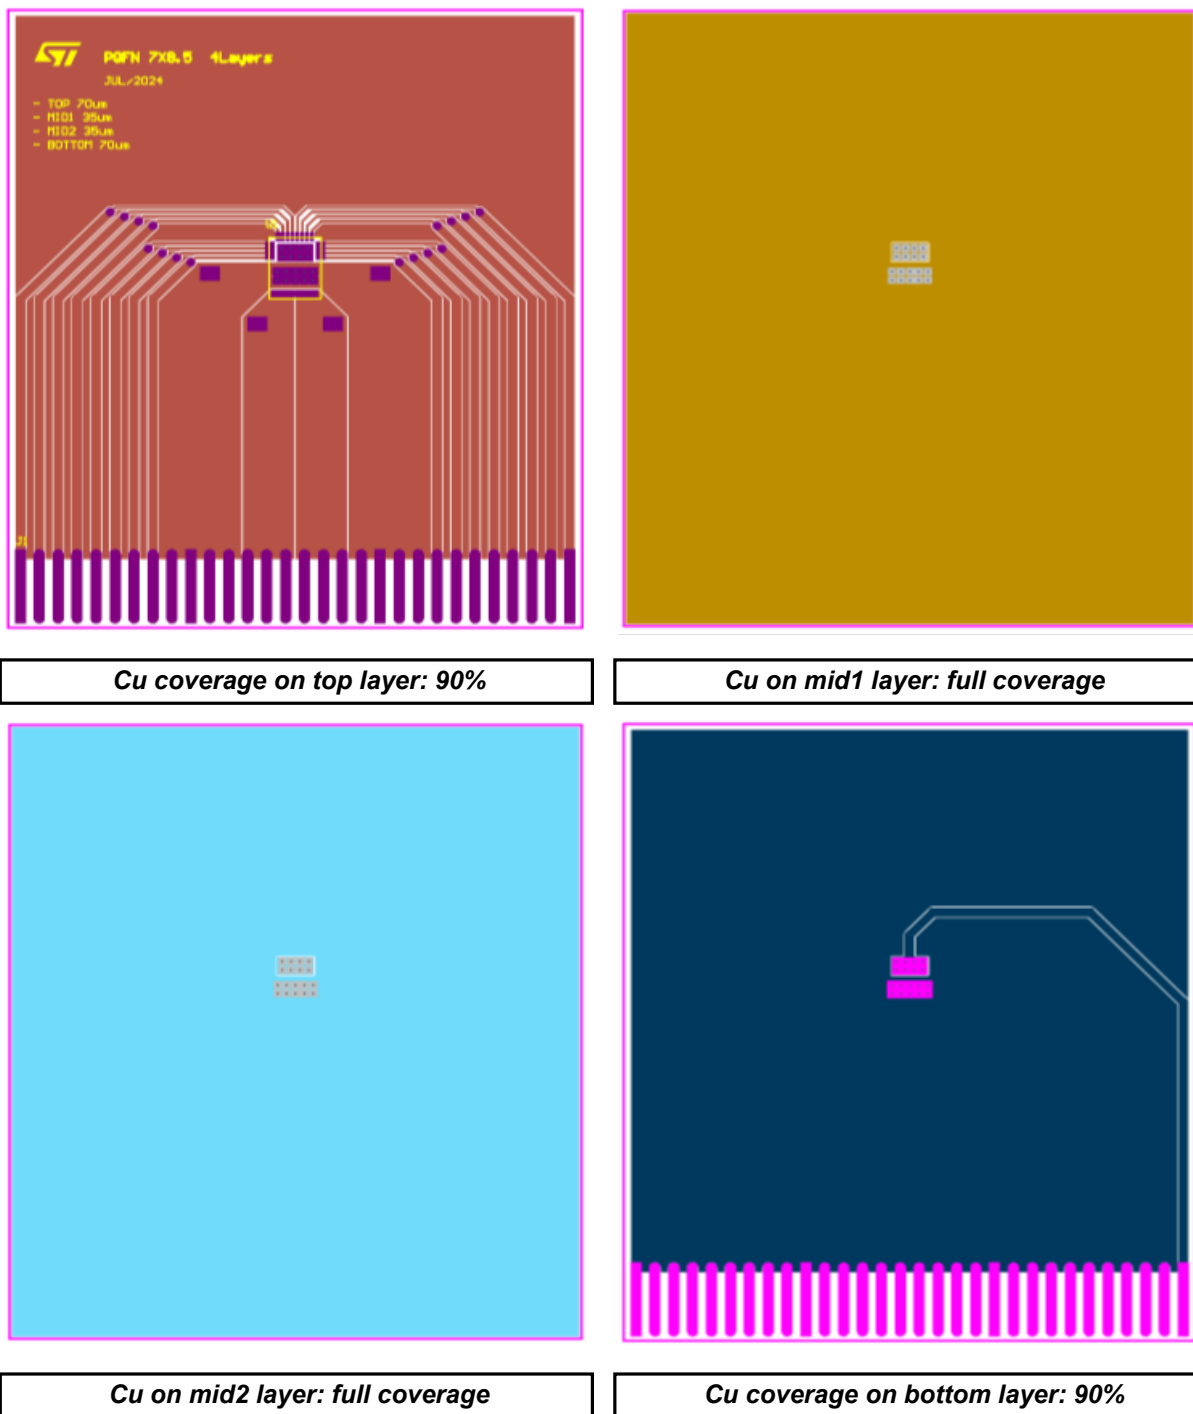 ST PQFN 7X8.5 4Layers
JUL/2024
- TOP 70um
- MID1 35um
- MID2 35um
- BOTTOM 70um
J1
Cu coverage on top layer: 90%
Cu on mid1 layer: full coverage
Cu on mid2 layer: full coverage
Cu coverage on bottom layer: 90%